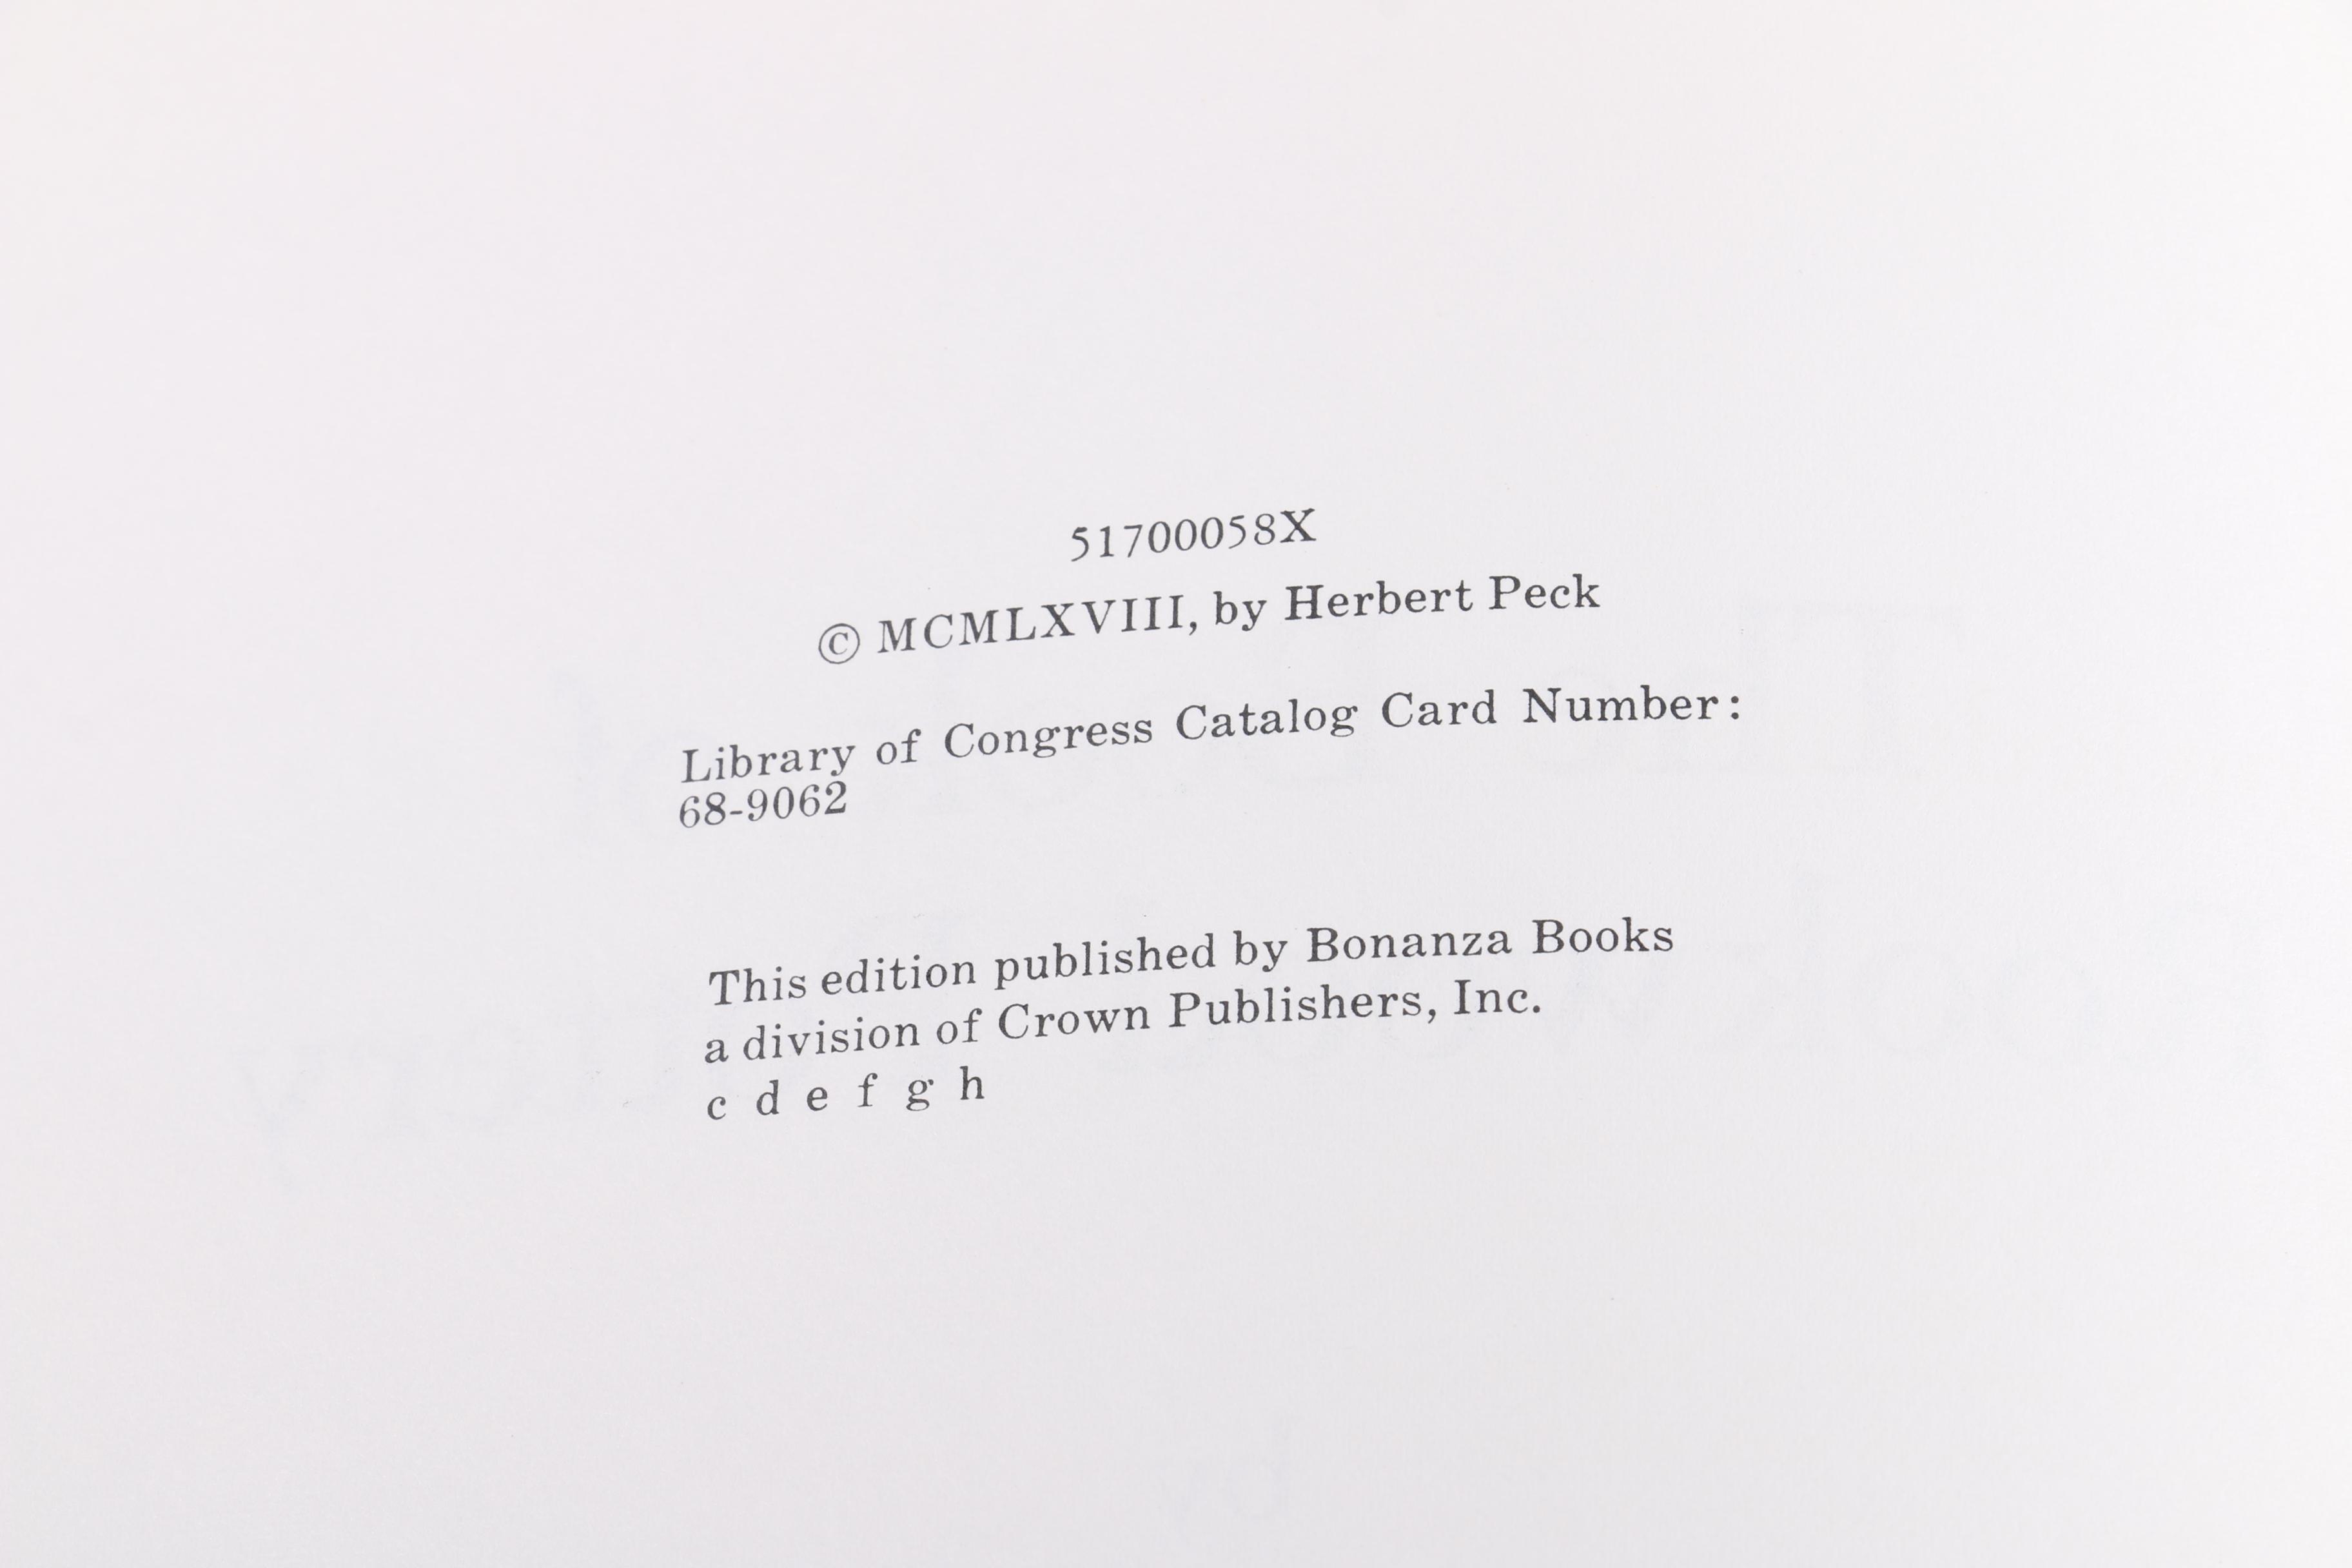 51700058X
© MCMLXVIII, by Herbert Peck
Library of Congress Catalog Card Number:
68-9062
This edition published by Bonanza Books
a division of Crown Publishers, Inc.
c d e f g h